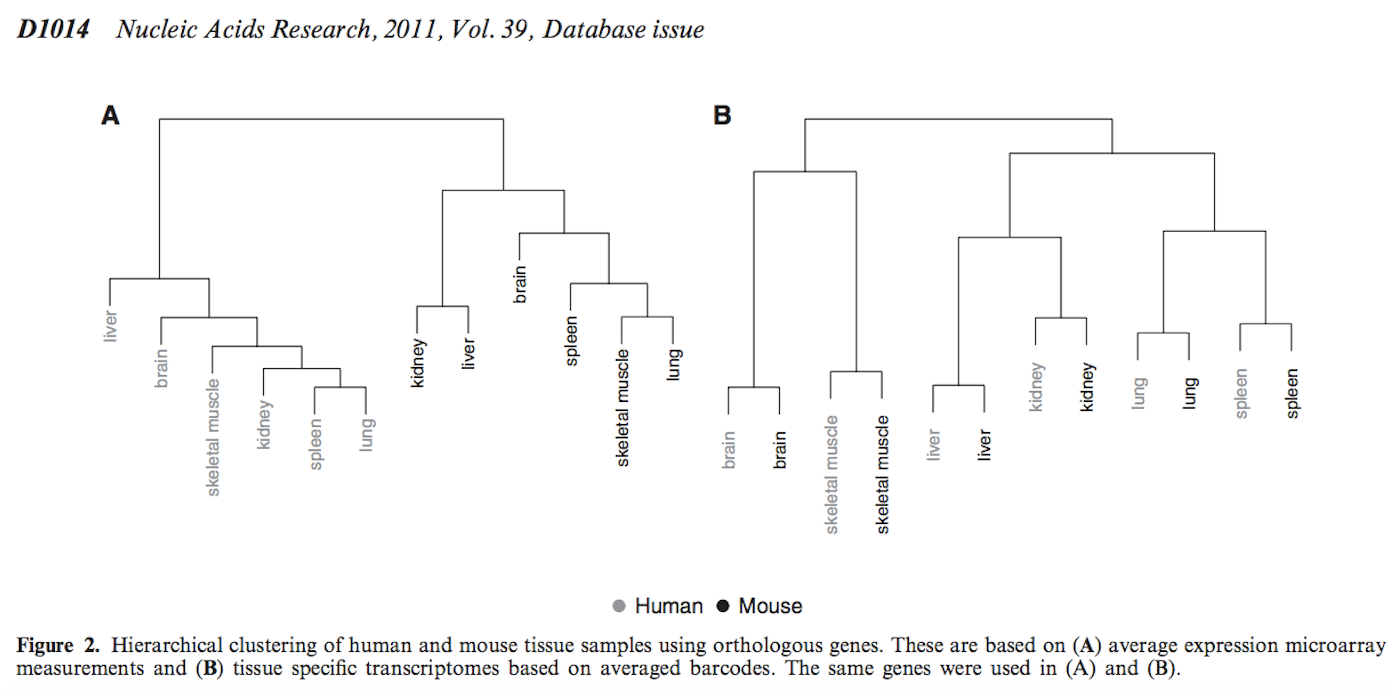 D1014 Nucleic Acids Research, 2011, Vol. 39, Database issue
A
B
liver
brain
skeletal muscle
kidney
spleen
lung
kidney
liver
brain
spleen
skeletal muscle
lung
brain
brain
skeletal muscle
skeletal muscle
liver
liver
kidney
kidney
lung
lung
spleen
spleen
Human Mouse
Figure 2. Hierarchical clustering of human and mouse tissue samples using orthologous genes. These are based on (A) average expression microarray
measurements and (B) tissue specific transcriptomes based on averaged barcodes. The same genes were used in (A) and (B).